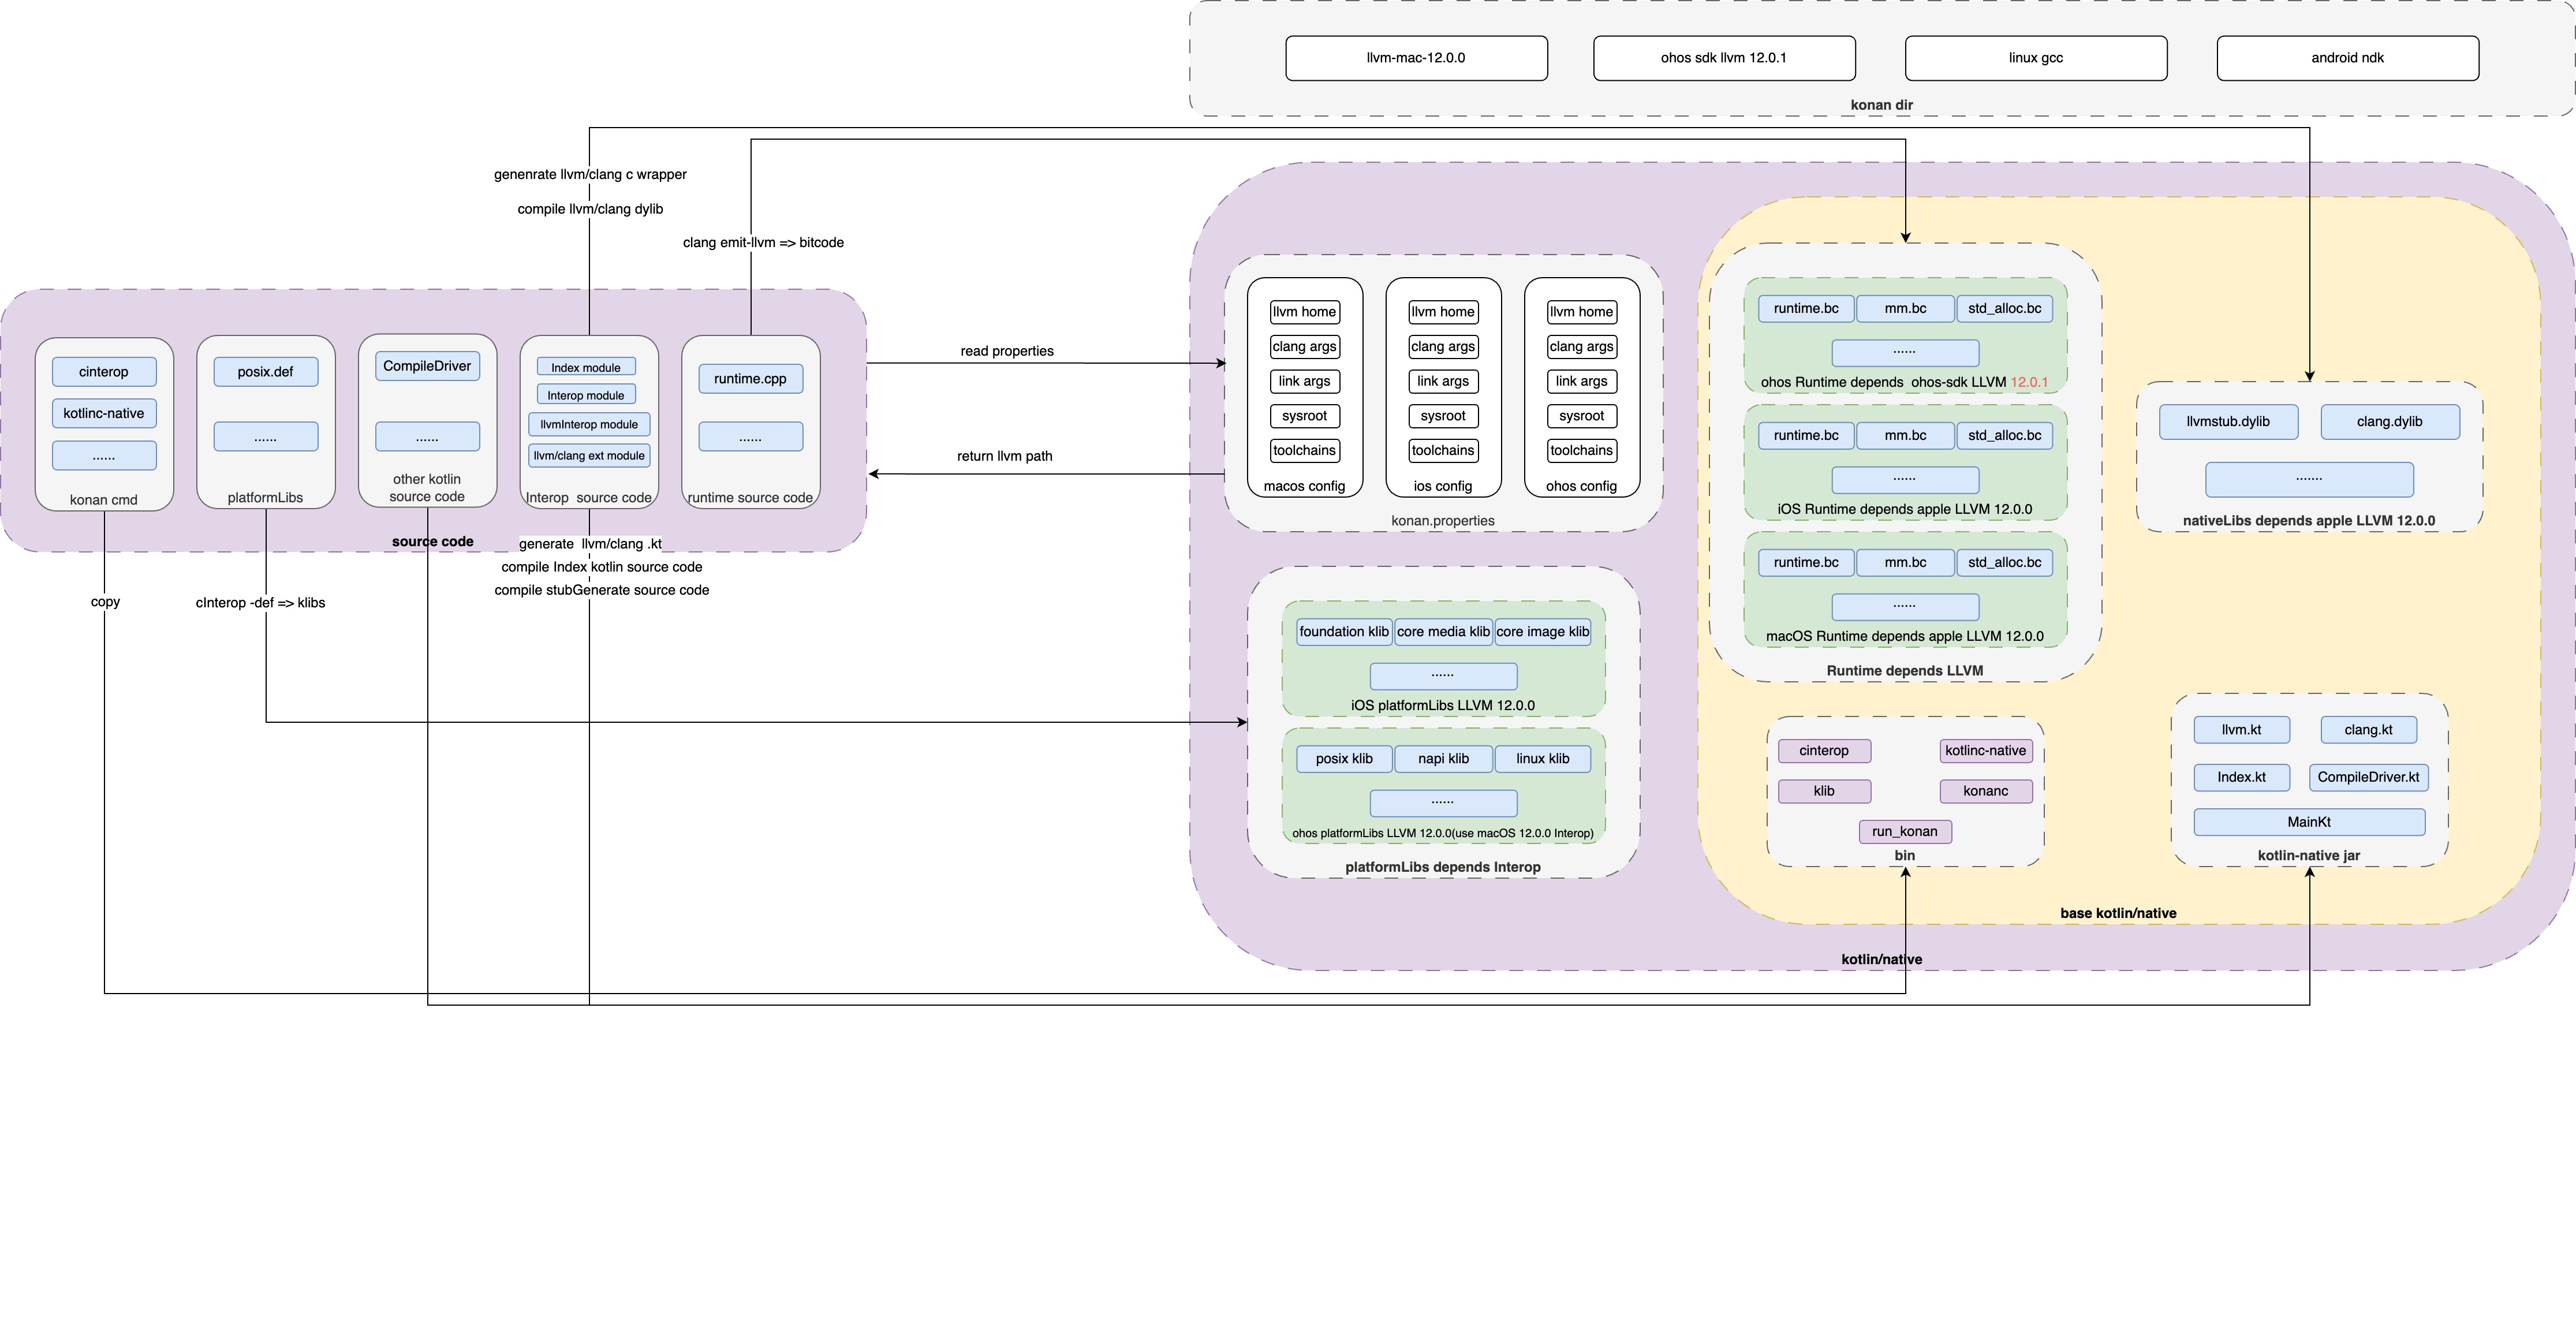 llvm-mac-12.0.0
ohos sdk llvm 12.0.1
linux gcc
android ndk
konan dir
genenrate llvm/clang c wrapper
compile llvm/clang dylib
clang emit-llvm => bitcode
cinterop
kotlinc-native
......
konan cmd
posix.def
......
platformLibs
CompileDriver
......
other kotlin
source code
Index module
Interop module
llvmInterop module
llvm/clang ext module
Interop  source code
runtime.cpp
......
runtime source code
source code
read properties
return llvm path
copy
cInterop -def => klibs
generate  llvm/clang .kt
compile Index kotlin source code
compile stubGenerate source code
llvm home
clang args
link args
sysroot
toolchains
macos config
llvm home
clang args
link args
sysroot
toolchains
ios config
llvm home
clang args
link args
sysroot
toolchains
ohos config
konan.properties
foundation klib
core media klib
core image klib
......
iOS platformLibs LLVM 12.0.0
posix klib
napi klib
linux klib
......
ohos platformLibs LLVM 12.0.0(use macOS 12.0.0 Interop)
platformLibs depends Interop
runtime.bc
mm.bc
std_alloc.bc
......
ohos Runtime depends  ohos-sdk LLVM 12.0.1
runtime.bc
mm.bc
std_alloc.bc
......
iOS Runtime depends apple LLVM 12.0.0
runtime.bc
mm.bc
std_alloc.bc
......
macOS Runtime depends apple LLVM 12.0.0
Runtime depends LLVM
llvmstub.dylib
clang.dylib
.......
nativeLibs depends apple LLVM 12.0.0
cinterop
kotlinc-native
klib
konanc
run_konan
bin
llvm.kt
clang.kt
Index.kt
CompileDriver.kt
MainKt
kotlin-native jar
base kotlin/native
kotlin/native